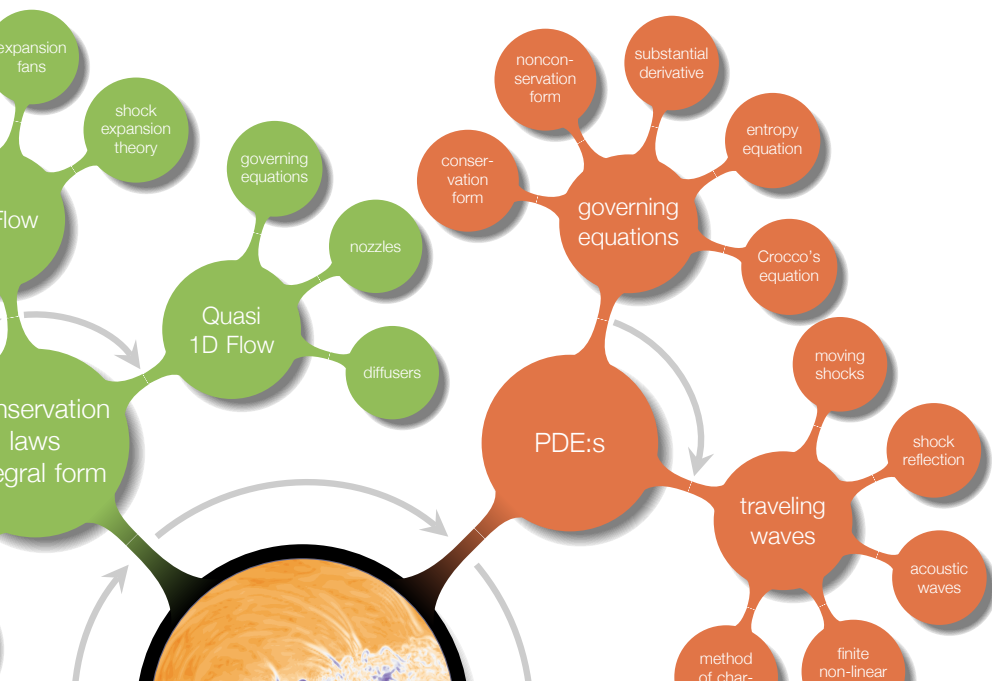 expansion
fans
shock
expansion
theory
Flow
governing
equations
nozzles
Quasi
1D Flow
diffusers
nservation
laws
egral form
noncon-
servation
form
substantial
derivative
entropy
equation
conser-
vation
form
governing
equations
Crocco's
equation
PDE:s
moving
shocks
shock
reflection
traveling
waves
acoustic
waves
method
of char-
finite
non-linear